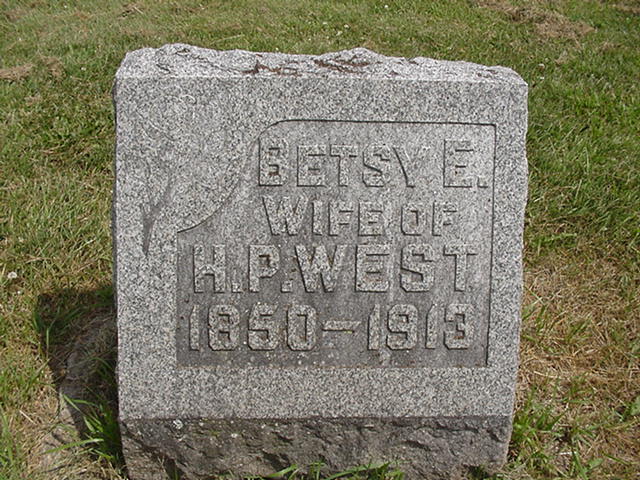 BETSY E.
WIFE OF
H.P. WEST
1850-1913